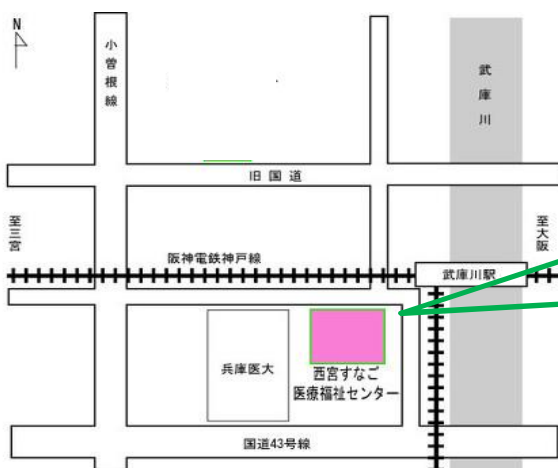 N
小曽根線
武庫川
旧国道
至三宮
至大阪
阪神電鉄神戸線
武庫川駅
兵庫医大
西宮すなご
医療福祉センター
国道43号線